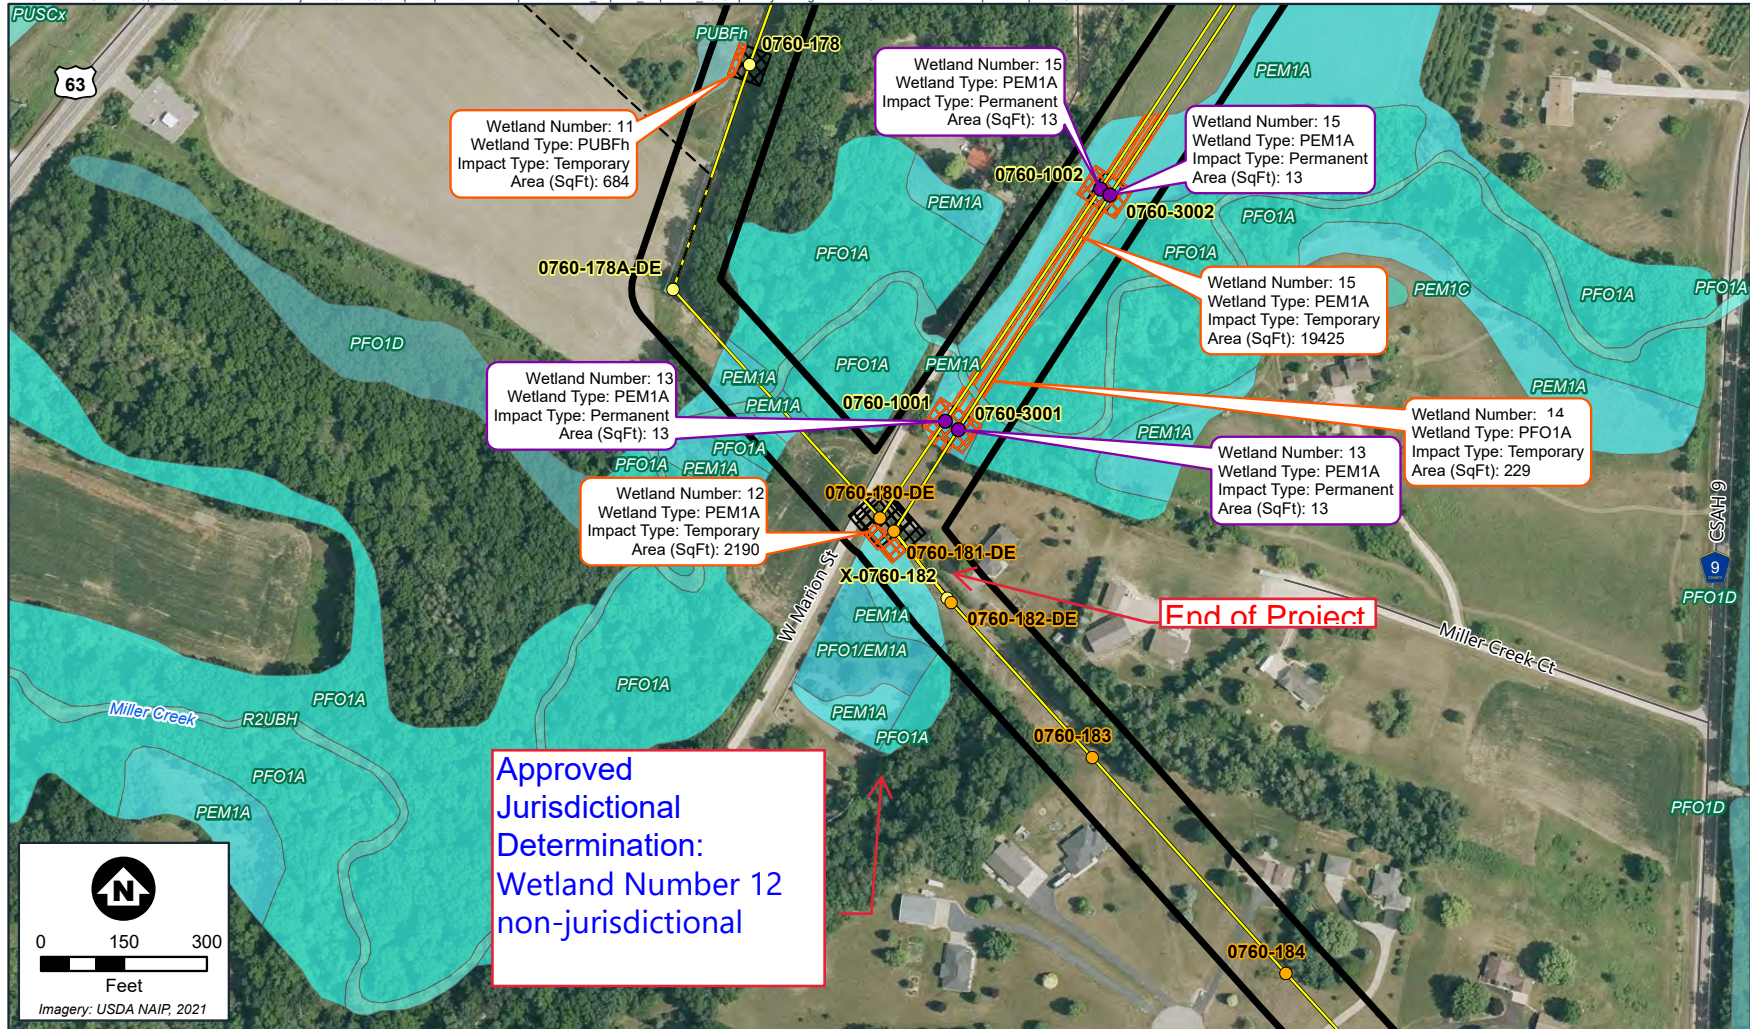 PUSCx
63
PUBFh
0760-178
Wetland Number: 11
Wetland Type: PUBFh
Impact Type: Temporary
Area (SqFt): 684
Wetland Number: 15
Wetland Type: PEM1A
Impact Type: Permanent
Area (SqFt): 13
PEM1A
Wetland Number: 15
Wetland Type: PEM1A
Impact Type: Permanent
Area (SqFt): 13
0760-1002
0760-3002
PEM1A
PFO1A
PFO1A
PFO1A
0760-178A-DE
Wetland Number: 15
Wetland Type: PEM1A
Impact Type: Temporary
Area (SqFt): 19425
PEM1C
PFO1A
PFO1A
PFO1D
PFO1A
PEM1A
PEM1A
PEM1A
PEM1A
Wetland Number: 13
Wetland Type: PEM1A
Impact Type: Permanent
Area (SqFt): 13
0760-1001
0760-3001
Wetland Number: 14
Wetland Type: PFO1A
Impact Type: Temporary
Area (SqFt): 229
PEM1A
PFO1A
PFO1A
PEM1A
Wetland Number: 13
Wetland Type: PEM1A
Impact Type: Permanent
Area (SqFt): 13
Wetland Number: 12
Wetland Type: PEM1A
Impact Type: Temporary
Area (SqFt): 2190
0760-180-DE
0760-181-DE
X-0760-182
0760-182-DE
W Marion St
End of Project
CSAH 9
9
PFO1D
Miller Creek Ct
PEM1A
PFO1/EM1A
PFO1A
PFO1A
PEM1A
PFO1A
Miller Creek
R2UBH
PFO1A
PEM1A
0760-183
PFO1D
Approved
Jurisdictional
Determination:
Wetland Number 12
non-jurisdictional
0760-184
N
0 150 300
Feet
Imagery: USDA NAIP, 2021